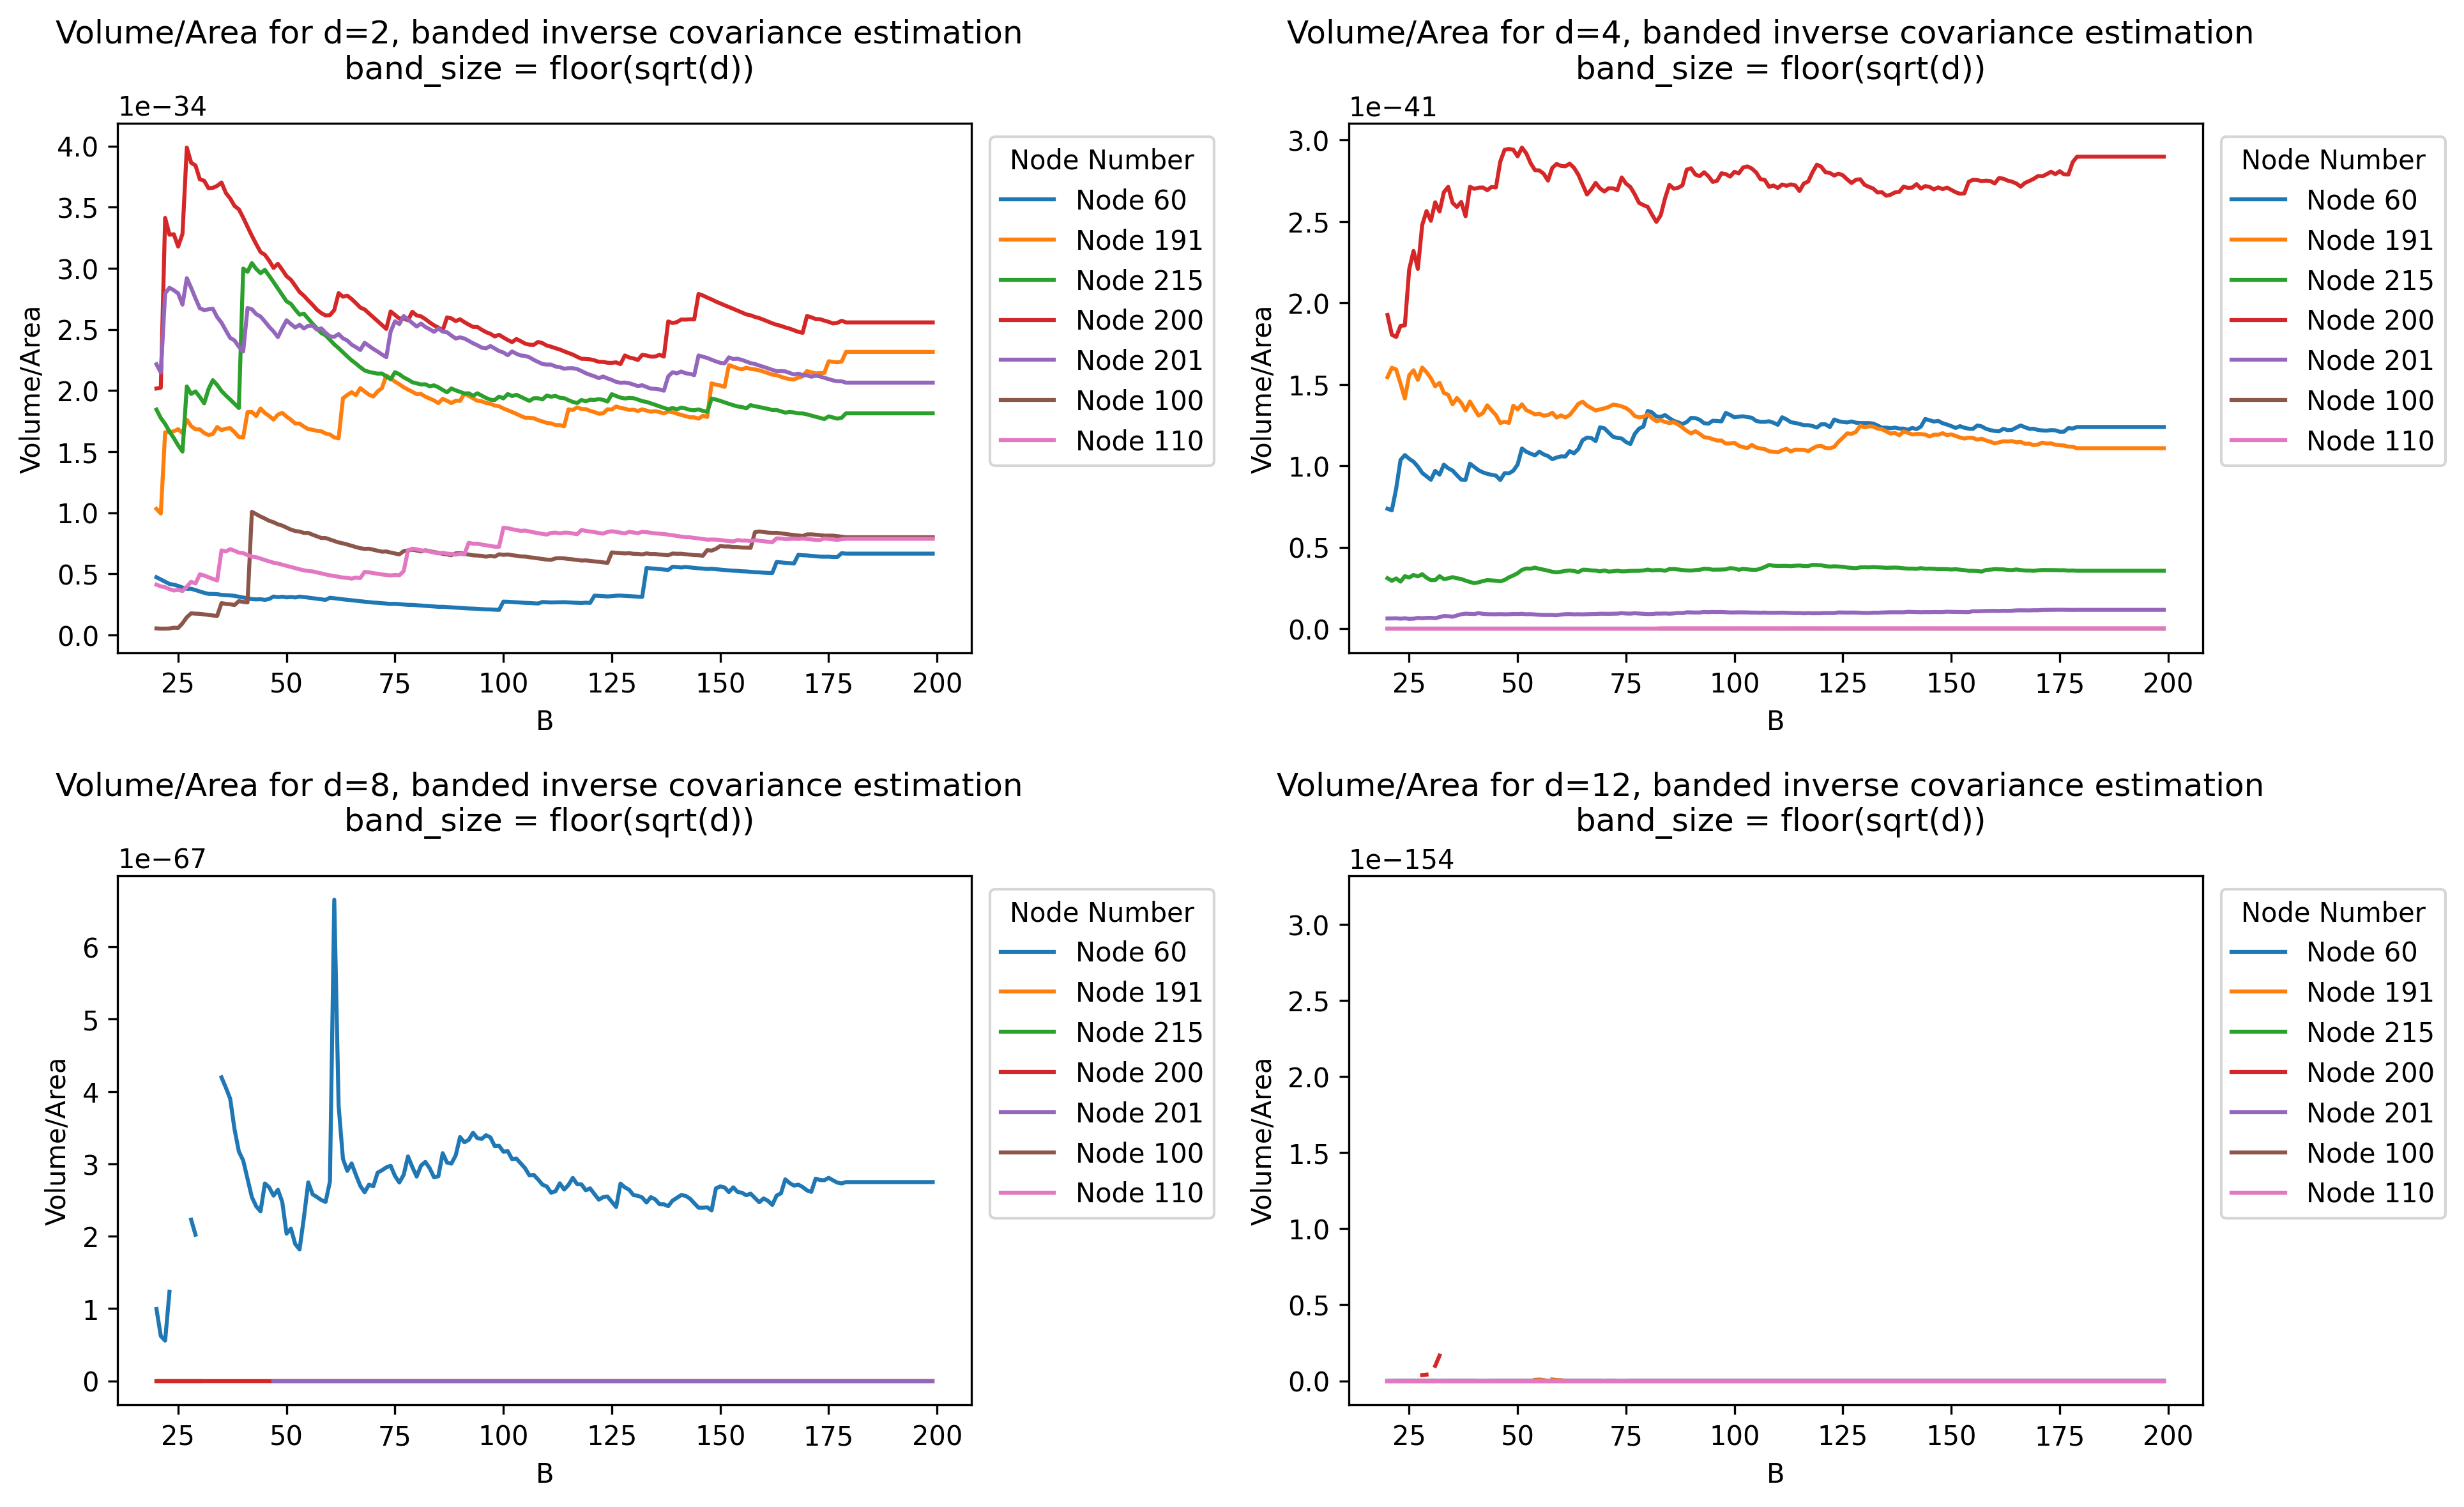 Volume/Area for d=2, banded inverse covariance estimation
band_size = floor(sqrt(d))
1e−34
4.0
3.5
3.0
2.5
2.0
1.5
1.0
0.5
0.0
Volume/Area
25 50 75 100 125 150 175 200
B
Node Number
Node 60
Node 191
Node 215
Node 200
Node 201
Node 100
Node 110
Volume/Area for d=4, banded inverse covariance estimation
band_size = floor(sqrt(d))
1e−41
3.0
2.5
2.0
1.5
1.0
0.5
0.0
Volume/Area
25 50 75 100 125 150 175 200
B
Node Number
Node 60
Node 191
Node 215
Node 200
Node 201
Node 100
Node 110
Volume/Area for d=8, banded inverse covariance estimation
band_size = floor(sqrt(d))
1e−67
6
5
4
3
2
1
0
Volume/Area
25 50 75 100 125 150 175 200
B
Node Number
Node 60
Node 191
Node 215
Node 200
Node 201
Node 100
Node 110
Volume/Area for d=12, banded inverse covariance estimation
band_size = floor(sqrt(d))
1e−154
3.0
2.5
2.0
1.5
1.0
0.5
0.0
Volume/Area
25 50 75 100 125 150 175 200
B
Node Number
Node 60
Node 191
Node 215
Node 200
Node 201
Node 100
Node 110